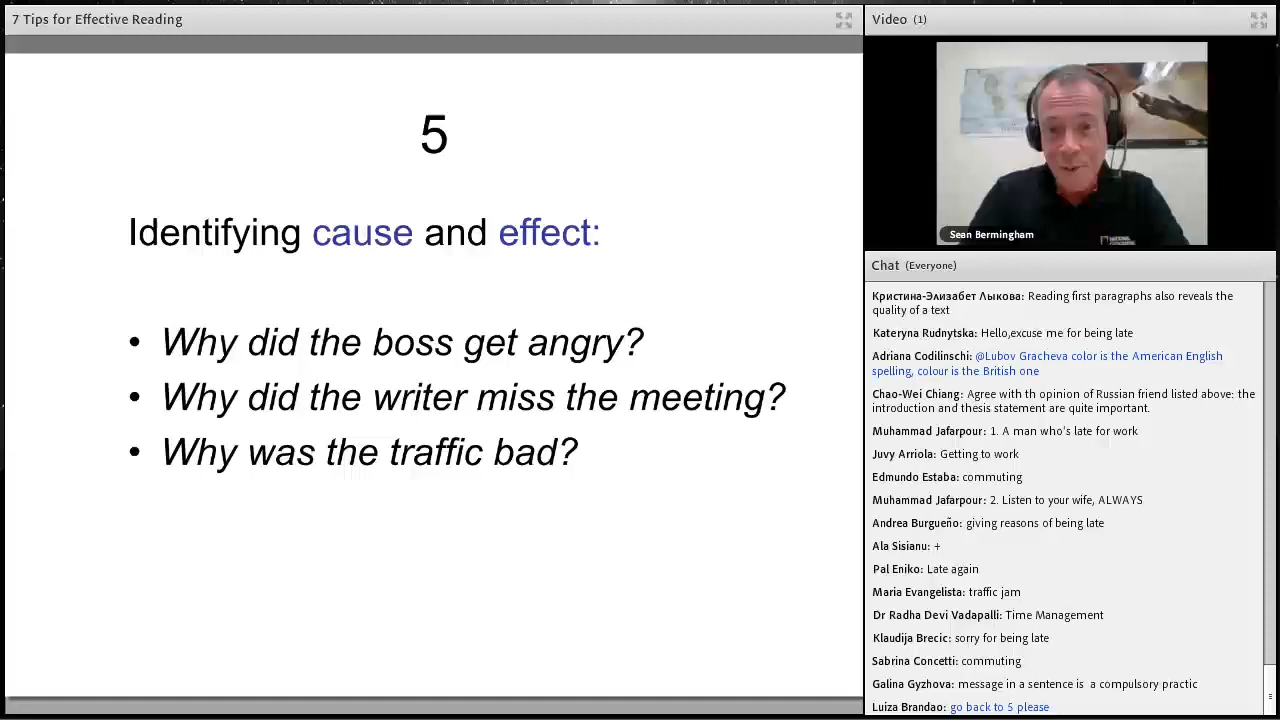 7 Tips for Effective Reading
5
Identifying cause and effect:
• Why did the boss get angry?
• Why did the writer miss the meeting?
• Why was the traffic bad?
Video (1)
Sean Bermingham
Chat (Everyone)
Кристина-Элизабет Лыкова: Reading first paragraphs also reveals the
quality of a text
Kateryna Rudnytska: Hello,excuse me for being late
Adriana Codilinschi: @Lubov Gracheva color is the American English
spelling, colour is the British one
Chao-Wei Chiang: Agree with th opinion of Russian friend listed above: the
introduction and thesis statement are quite important.
Muhammad Jafarpour: 1. A man who's late for work
Juvy Arriola: Getting to work
Edmundo Estaba: commuting
Muhammad Jafarpour: 2. Listen to your wife, ALWAYS
Andrea Burgueño: giving reasons of being late
Ala Sisianu: +
Pal Eniko: Late again
Maria Evangelista: traffic jam
Dr Radha Devi Vadapalli: Time Management
Klaudija Brecic: sorry for being late
Sabrina Concetti: commuting
Galina Gyzhova: message in a sentence is a compulsory practic
Luiza Brandao: go back to 5 please